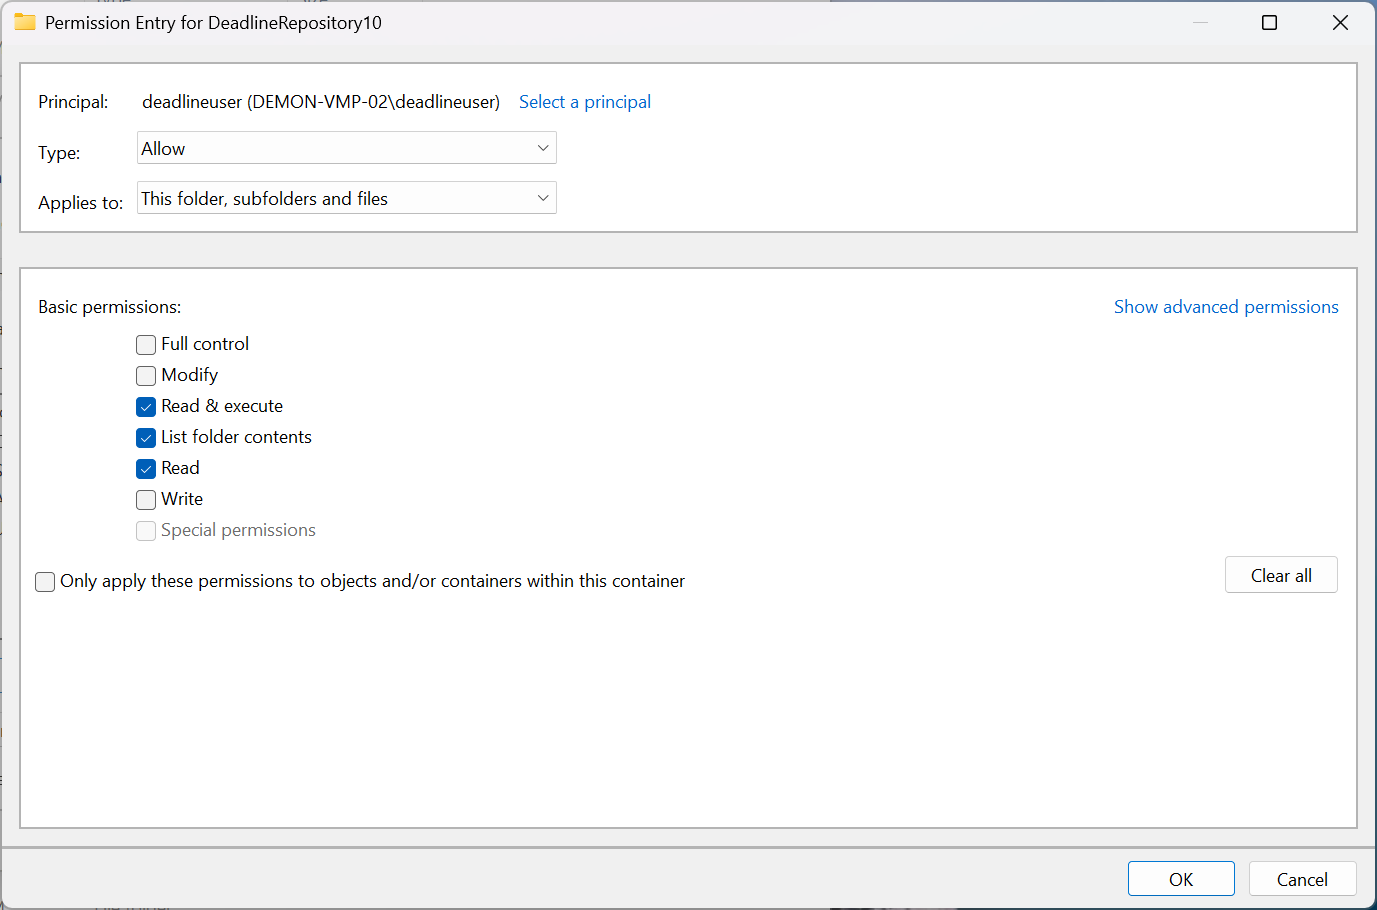 Permission Entry for DeadlineRepository10
Principal: deadlineuser (DEMON-VMP-02\deadlineuser) Select a principal
Type: Allow
Applies to: This folder, subfolders and files
Basic permissions: Show advanced permissions
Full control
Modify
Read & execute
List folder contents
Read
Write
Special permissions
Only apply these permissions to objects and/or containers within this container
Clear all
OK Cancel